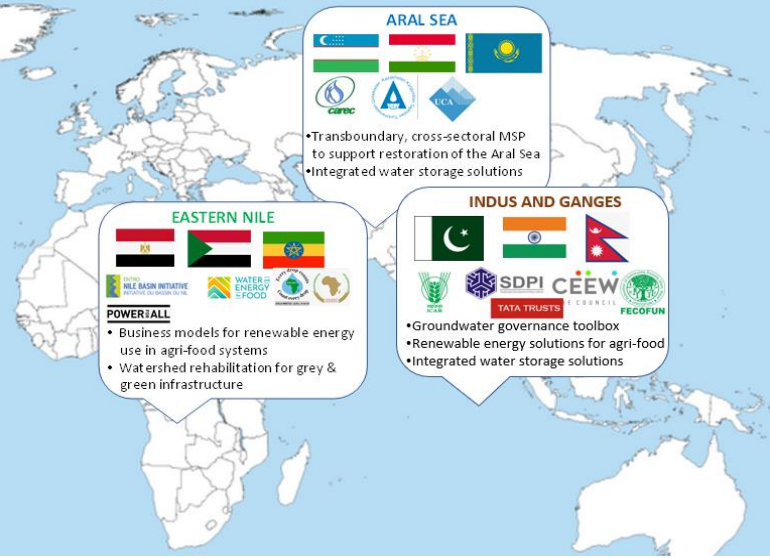 ARAL SEA
carec
UCA
•Transboundary, cross-sectoral MSP
to support restoration of the Aral Sea
•Integrated water storage solutions
EASTERN NILE
ENTRO
NILE BASIN INITIATIVE
INITIATIVE DU BASSIN DU NIL
WATER
ENERGY
FOOD
POWER FOR ALL
• Business models for renewable energy
use in agri-food systems
• Watershed rehabilitation for grey &
green infrastructure
INDUS AND GANGES
ICAR
SDPI
CEEW
E COUNCIL
TATA TRUSTS
FECOFUN
•Groundwater governance toolbox
•Renewable energy solutions for agri-food
•Integrated water storage solutions